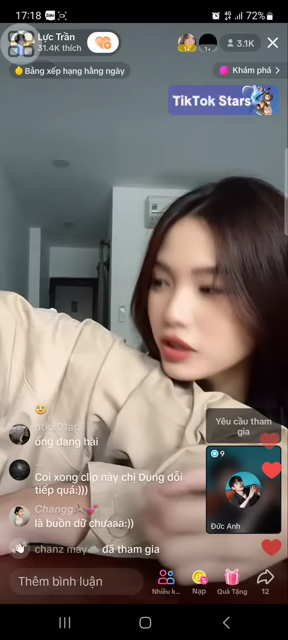 17:18
72%
Lực Trần
31.4K thích
1+
3.1K
Bảng xếp hạng hằng ngày
Khám phá >
TikTok Stars
ông đang hài
Coi xong clip này chị Dung dỗi
tiếp quá:)))
Changg
là buồn dữ chưaaa:))
chanz may đã tham gia
Yêu cầu tham
gia
9
Đức Anh
Thêm bình luận
Nhiều k...
Nạp
Quà Tặng
12